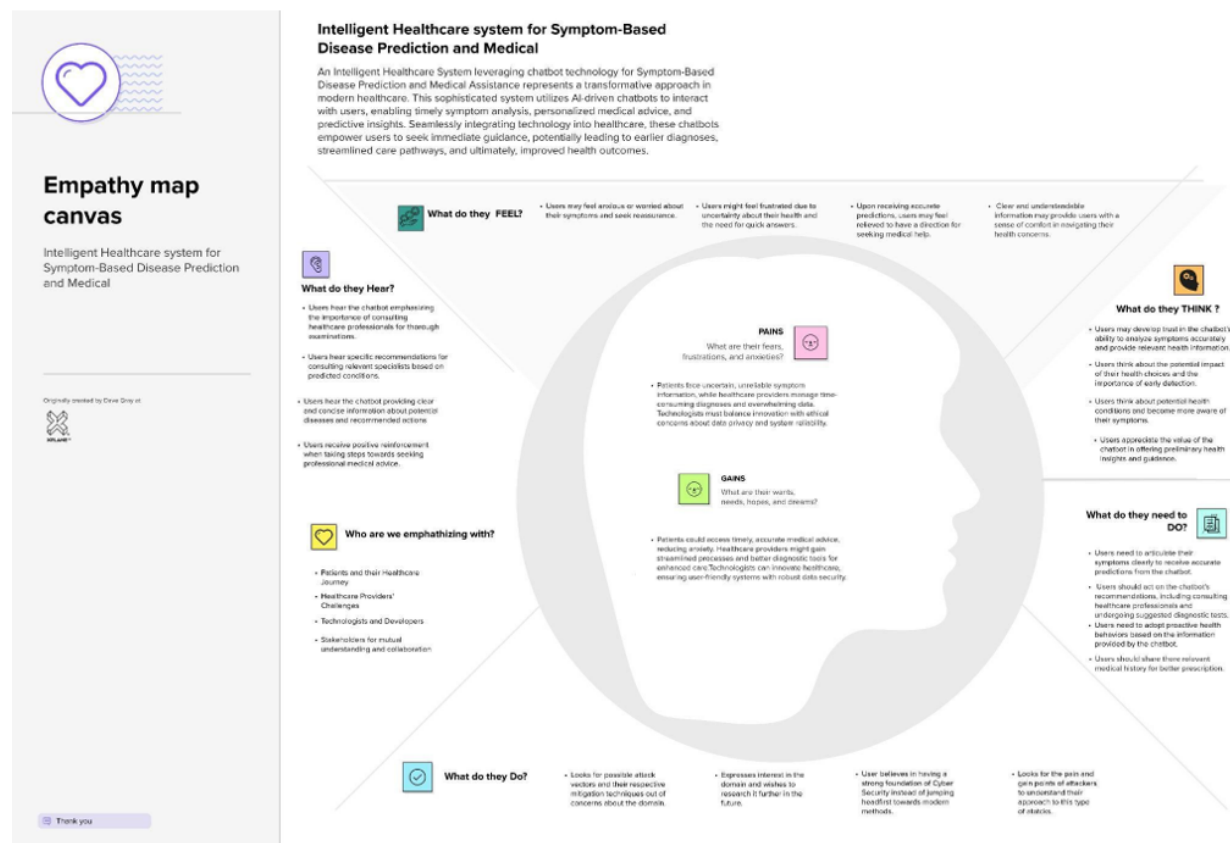 Empathy map
canvas
Intelligent Healthcare system for
Symptom-Based Disease Prediction
and Medical
Originally created by Dave Gray at
XPLANE
Thank you
Intelligent Healthcare system for Symptom-Based
Disease Prediction and Medical
An Intelligent Healthcare System leveraging chatbot technology for Symptom-Based
Disease Prediction and Medical Assistance represents a transformative approach in
modern healthcare. This sophisticated system utilizes AI-driven chatbots to interact
with users, enabling timely symptom analysis, personalized medical advice, and
predictive insights. Seamlessly integrating technology into healthcare, these chatbots
empower users to seek immediate guidance, potentially leading to earlier diagnoses,
streamlined care pathways, and ultimately, improved health outcomes.
What do they FEEL?
• Users may feel anxious or worried about
their symptoms and seek reassurance.
• Users might feel frustrated due to
uncertainty about their health and
the need for quick answers.
• Upon receiving accurate
predictions, users may feel
relieved to have a direction for
seeking medical help.
• Clear and understandable
information may provide users with a
sense of comfort in navigating their
health concerns.
What do they Hear?
• Users hear the chatbot emphasizing
the importance of consulting
healthcare professionals for thorough
examinations.
• Users hear specific recommendations for
consulting relevant specialists based on
predicted conditions.
• Users hear the chatbot providing clear
and concise information about potential
diseases and recommended actions
• Users receive positive reinforcement
when taking steps towards seeking
professional medical advice.
Who are we emphathizing with?
• Patients and their Healthcare
Journey
• Healthcare Providers'
Challenges
• Technologists and Developers
• Stakeholders for mutual
understanding and collaboration
PAINS
What are their fears,
frustrations, and anxieties?
• Patients face uncertain, unreliable symptom
information, while healthcare providers manage time-
consuming diagnoses and overwhelming data.
Technologists must balance innovation with ethical
concerns about data privacy and system reliability.
GAINS
What are their wants,
needs, hopes, and dreams?
• Patients could access timely, accurate medical advice,
reducing anxiety. Healthcare providers might gain
streamlined processes and better diagnostic tools for
enhanced care.Technologists can innovate healthcare,
ensuring user-friendly systems with robust data security.
What do they THINK ?
• Users may develop trust in the chatbot's
ability to analyze symptoms accurately
and provide relevant health information.
• Users think about the potential impact
of their health choices and the
importance of early detection.
• Users think about potential health
conditions and become more aware of
their symptoms.
• Users appreciate the value of the
chatbot in offering preliminary health
insights and guidance.
What do they need to
DO?
• Users need to articulate their
symptoms clearly to receive accurate
predictions from the chatbot.
• Users should act on the chatbot's
recommendations, including consulting
healthcare professionals and
undergoing suggested diagnostic tests.
• Users need to adopt proactive health
behaviors based on the information
provided by the chatbot.
• Users should share there relevant
medical history for better prescription.
What do they Do?
• Looks for possible attack
vectors and their respective
mitigation techniques out of
concerns about the domain.
• Expresses interest in the
domain and wishes to
research it further in the
future.
• User believes in having a
strong foundation of Cyber
Security instead of jumping
headfirst towards modern
methods.
• Looks for the pain and
gain points of attackers
to understand their
approach to this type
of attacks.